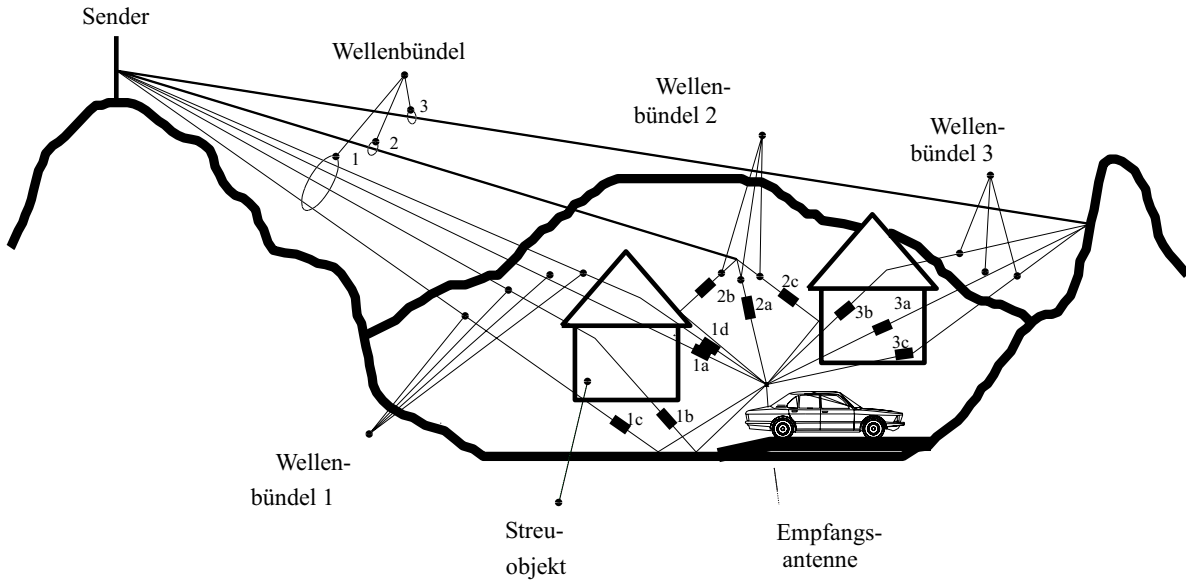 Sender
Wellenbündel
3
2
1
Wellen-
bündel 2
Wellen-
bündel 3
2b
2a
2c
3a
3b
3c
1d
1a
1c
1b
Wellen-
bündel 1
Streu-
objekt
Empfangs-
antenne